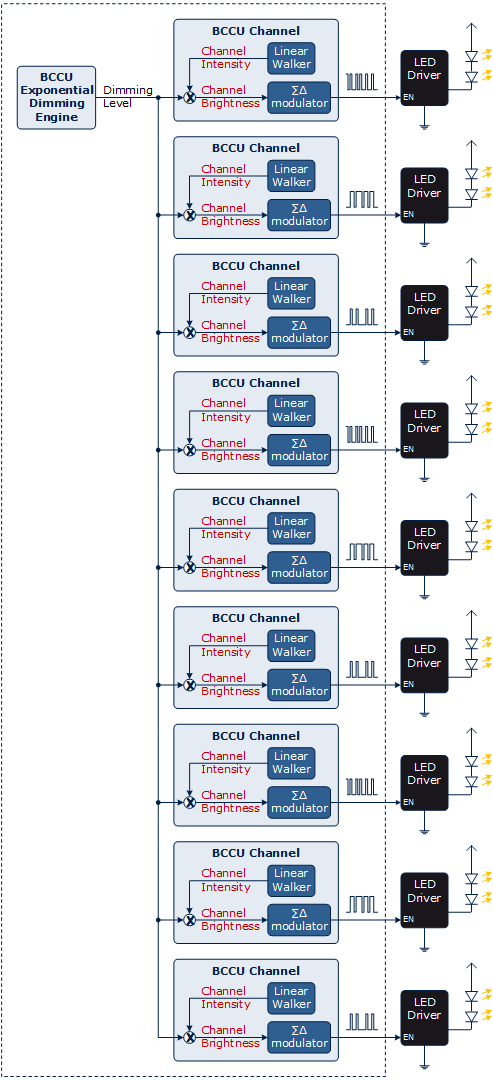 BCCU
Exponential
Dimming
Engine
Dimming
Level
BCCU Channel
Channel
Intensity
Linear
Walker
Channel
Brightness
ΣΔ
modulator
LED
Driver
EN
BCCU Channel
Channel
Intensity
Linear
Walker
Channel
Brightness
ΣΔ
modulator
LED
Driver
EN
BCCU Channel
Channel
Intensity
Linear
Walker
Channel
Brightness
ΣΔ
modulator
LED
Driver
EN
BCCU Channel
Channel
Intensity
Linear
Walker
Channel
Brightness
ΣΔ
modulator
LED
Driver
EN
BCCU Channel
Channel
Intensity
Linear
Walker
Channel
Brightness
ΣΔ
modulator
LED
Driver
EN
BCCU Channel
Channel
Intensity
Linear
Walker
Channel
Brightness
ΣΔ
modulator
LED
Driver
EN
BCCU Channel
Channel
Intensity
Linear
Walker
Channel
Brightness
ΣΔ
modulator
LED
Driver
EN
BCCU Channel
Channel
Intensity
Linear
Walker
Channel
Brightness
ΣΔ
modulator
LED
Driver
EN
BCCU Channel
Channel
Intensity
Linear
Walker
Channel
Brightness
ΣΔ
modulator
LED
Driver
EN